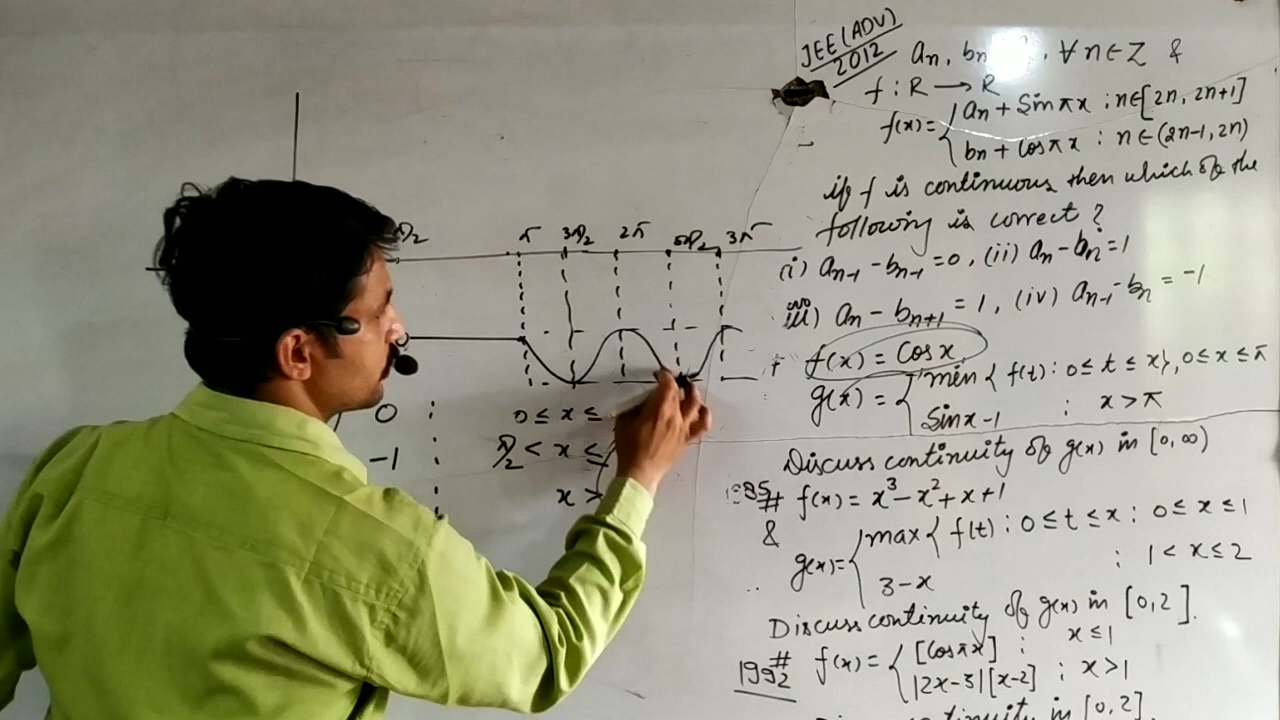 JEE(ADV)
2012
an, bn , ∀ n ∈ Z &
f : R → R
f(x) = { an + Sin πx : n ∈ [2n, 2n+1]
bn + Cos πx : n ∈ (2n-1, 2n)
if f is continuous then which of the
following is correct ?
(i) an-1 - bn-1 = 0, (ii) an - bn = 1
iii) an - bn+1 = 1, (iv) an-1 - bn = -1
f(x) = Cos x
g(x) = { min { f(t) : 0 ≤ t ≤ x}, 0 ≤ x ≤ π
Sin x - 1 : x > π
Discuss continuity of g(x) in [0, ∞)
# f(x) = x³ - x² + x + 1
&
g(x) = { max { f(t) : 0 ≤ t ≤ x : 0 ≤ x ≤ 1
3 - x : 1 < x ≤ 2
Discuss continuity of g(x) in [0, 2].
1992 # f(x) = { [Cos πx] : x ≤ 1
|2x-3|[x-2] : x > 1
continuity in [0, 2].
π/2 π 3π/2 2π 5π/2 3π
0 0 ≤ x ≤
-1 π/2 < x ≤
x >